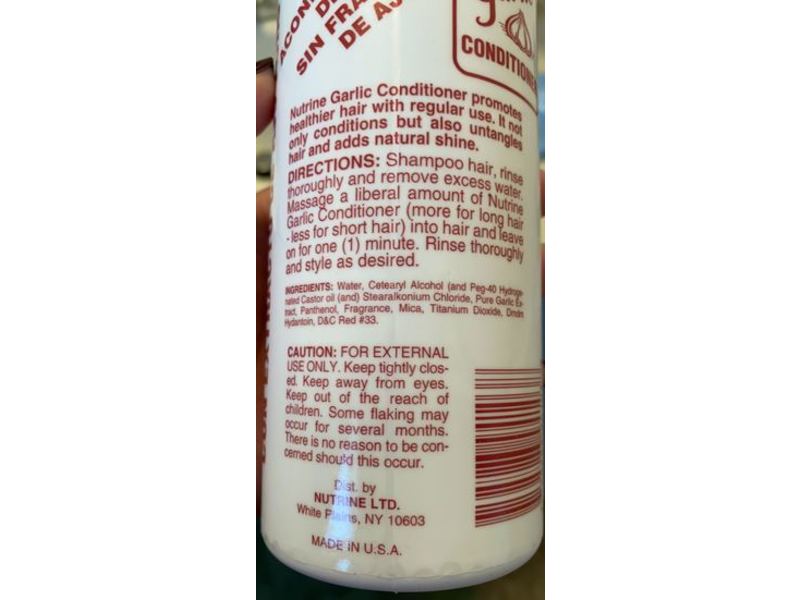 ACON
DE
SIN FRA
DE AJ
CONDITIONE
Nutrine Garlic Conditioner promotes
healthier hair with regular use. It not
only conditions but also untangles
hair and adds natural shine.
DIRECTIONS: Shampoo hair, rinse
thoroughly and remove excess water.
Massage a liberal amount of Nutrine
Garlic Conditioner (more for long hair
- less for short hair) into hair and leave
on for one (1) minute. Rinse thoroughly
and style as desired.
INGREDIENTS: Water, Cetearyl Alcohol (and Peg-40 Hydroge-
nated Castor oil (and) Stearalkonium Chloride, Pure Garlic Ex-
tract, Panthenol, Fragrance, Mica, Titanium Dioxide, Dmdm
Hydantoin, D&C Red #33.
CAUTION: FOR EXTERNAL
USE ONLY. Keep tightly clos-
ed. Keep away from eyes.
Keep out of the reach of
children. Some flaking may
occur for several months.
There is no reason to be con-
cerned should this occur.
Dist. by
NUTRINE LTD.
White Plains, NY 10603
MADE IN U.S.A.